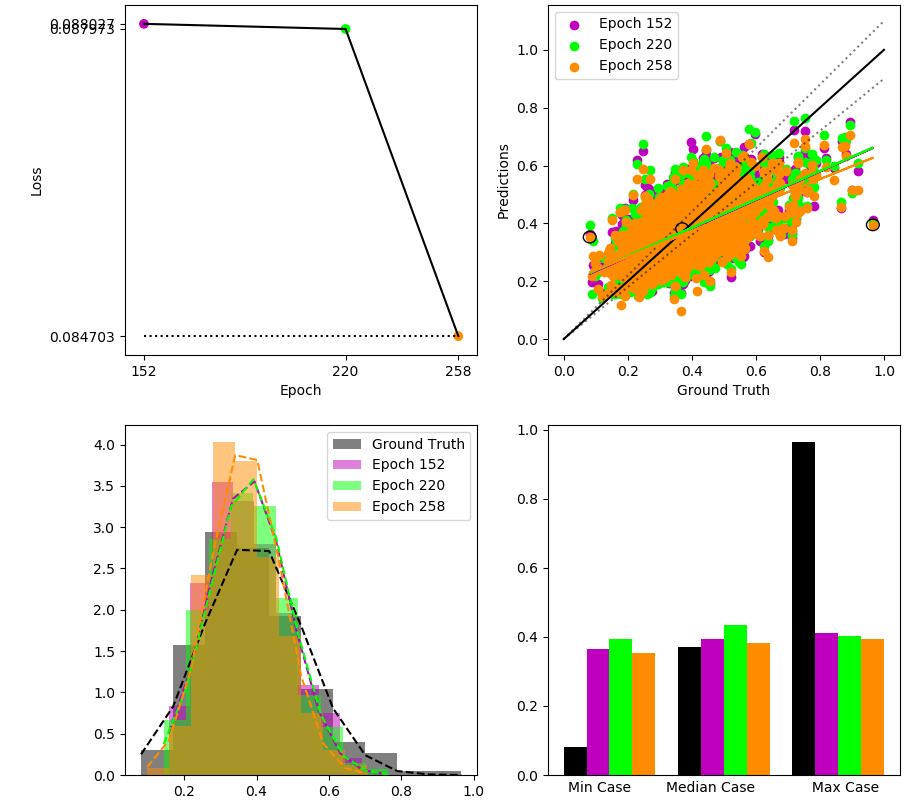 0.088027
0.087973
0.084703
Loss
152
220
258
Epoch
Epoch 152
Epoch 220
Epoch 258
1.0
0.8
0.6
0.4
0.2
0.0
Predictions
0.0 0.2 0.4 0.6 0.8 1.0
Ground Truth
Ground Truth
Epoch 152
Epoch 220
Epoch 258
4.0
3.5
3.0
2.5
2.0
1.5
1.0
0.5
0.0
0.2 0.4 0.6 0.8 1.0
1.0
0.8
0.6
0.4
0.2
0.0
Min Case Median Case Max Case